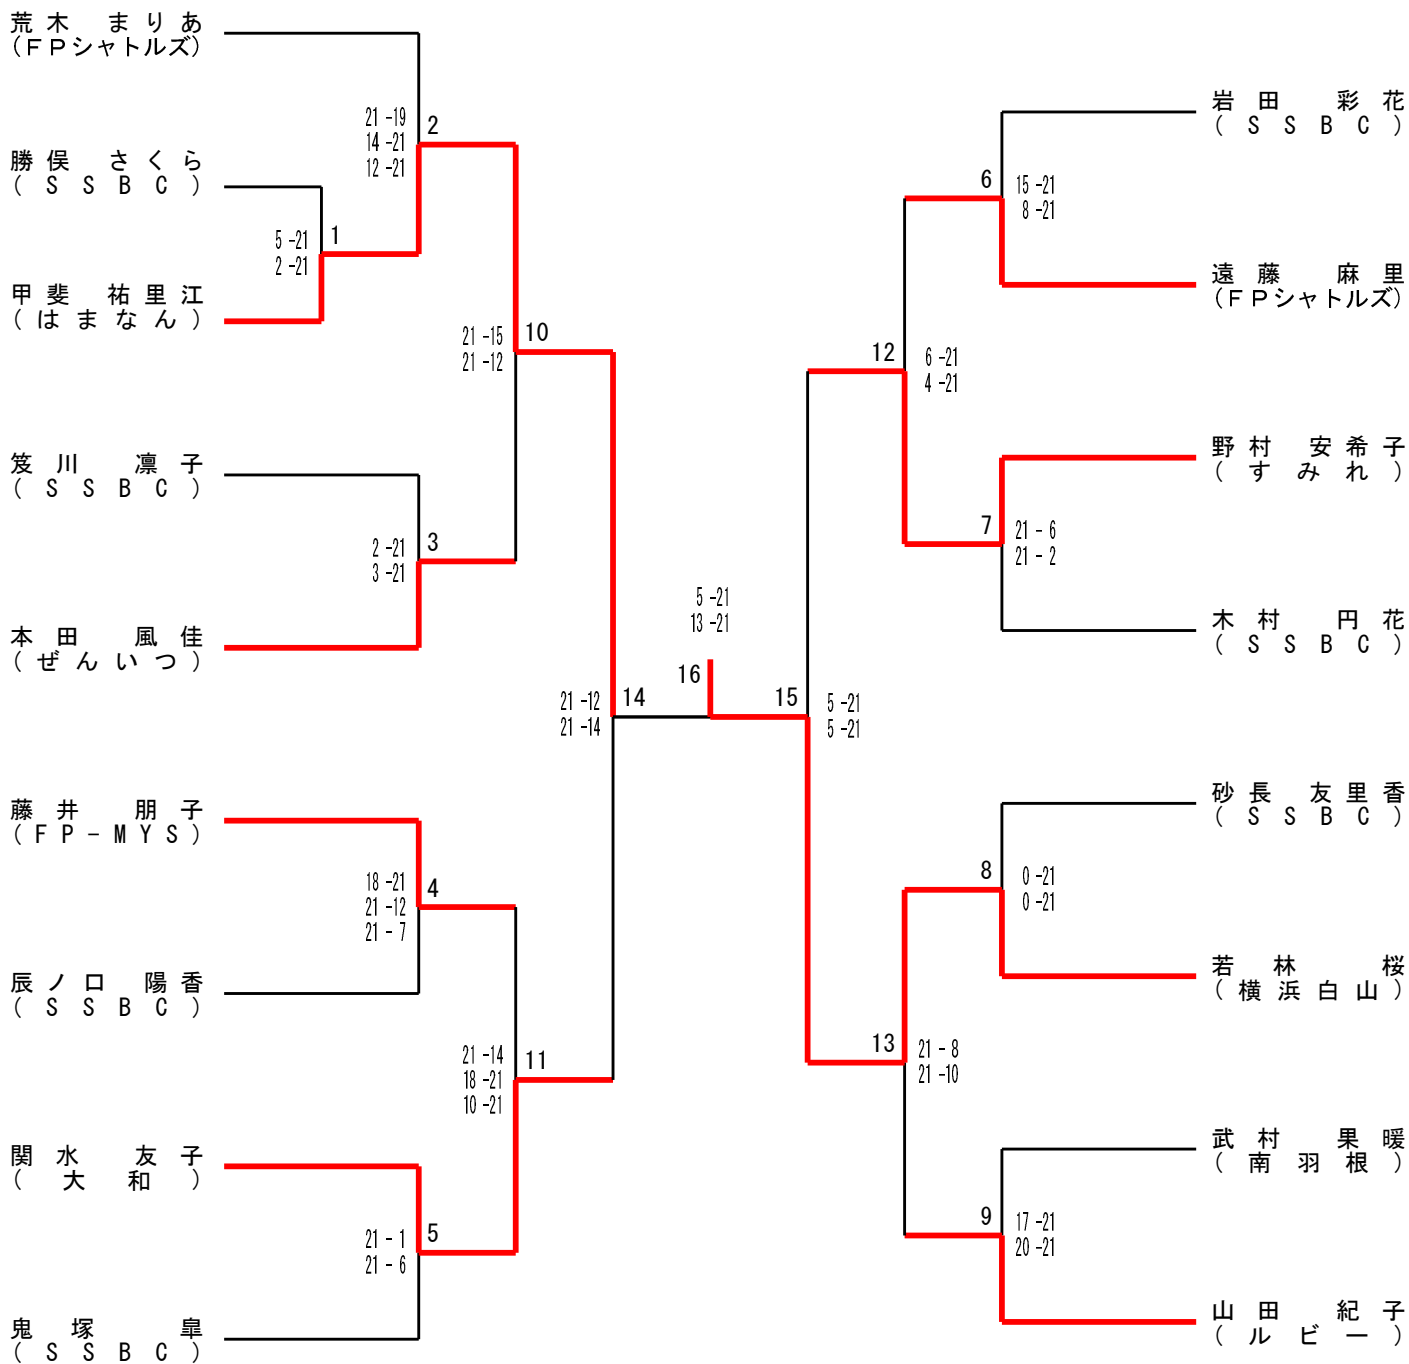 荒木 まりあ
(FPシャトルズ)
勝俣 さくら
(SSBC)
甲斐 祐里江
(はまなん)
笈川 凛子
(SSBC)
本田 風佳
(ぜんいつ)
藤井 朋子
(FP-MYS)
辰ノ口 陽香
(SSBC)
関水 友子
(大和)
鬼塚 皐
(SSBC)
21 -19
14 -21
12 -21
2
5 -21
2 -21
1
21 -15
21 -12
10
2 -21
3 -21
3
21 -12
21 -14
14
18 -21
21 -12
21 - 7
4
21 -14
18 -21
10 -21
11
21 - 1
21 - 6
5
5 -21
13 -21
16
15
5 -21
5 -21
12
6 -21
4 -21
6
15 -21
8 -21
7
21 - 6
21 - 2
8
0 -21
0 -21
13
21 - 8
21 -10
9
17 -21
20 -21
岩田 彩花
(SSBC)
遠藤 麻里
(FPシャトルズ)
野村 安希子
(すみれ)
木村 円花
(SSBC)
砂長 友里香
(SSBC)
若林 桜
(横浜白山)
武村 果暖
(南羽根)
山田 紀子
(ルビー)